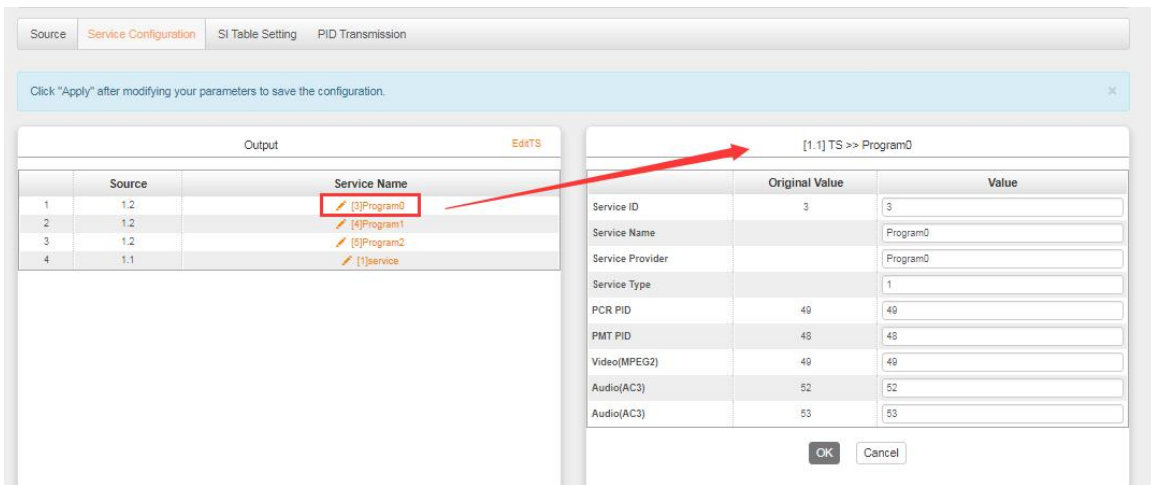 Source Service Configuration SI Table Setting PID Transmission
Click "Apply" after modifying your parameters to save the configuration. ×
Output EditTS
Source Service Name
1 1.2 [3]Program0
2 1.2 [4]Program1
3 1.2 [5]Program2
4 1.1 [1]service
[1.1] TS >> Program0
Original Value Value
Service ID 3 3
Service Name Program0
Service Provider Program0
Service Type 1
PCR PID 49 49
PMT PID 48 48
Video(MPEG2) 49 49
Audio(AC3) 52 52
Audio(AC3) 53 53
OK Cancel